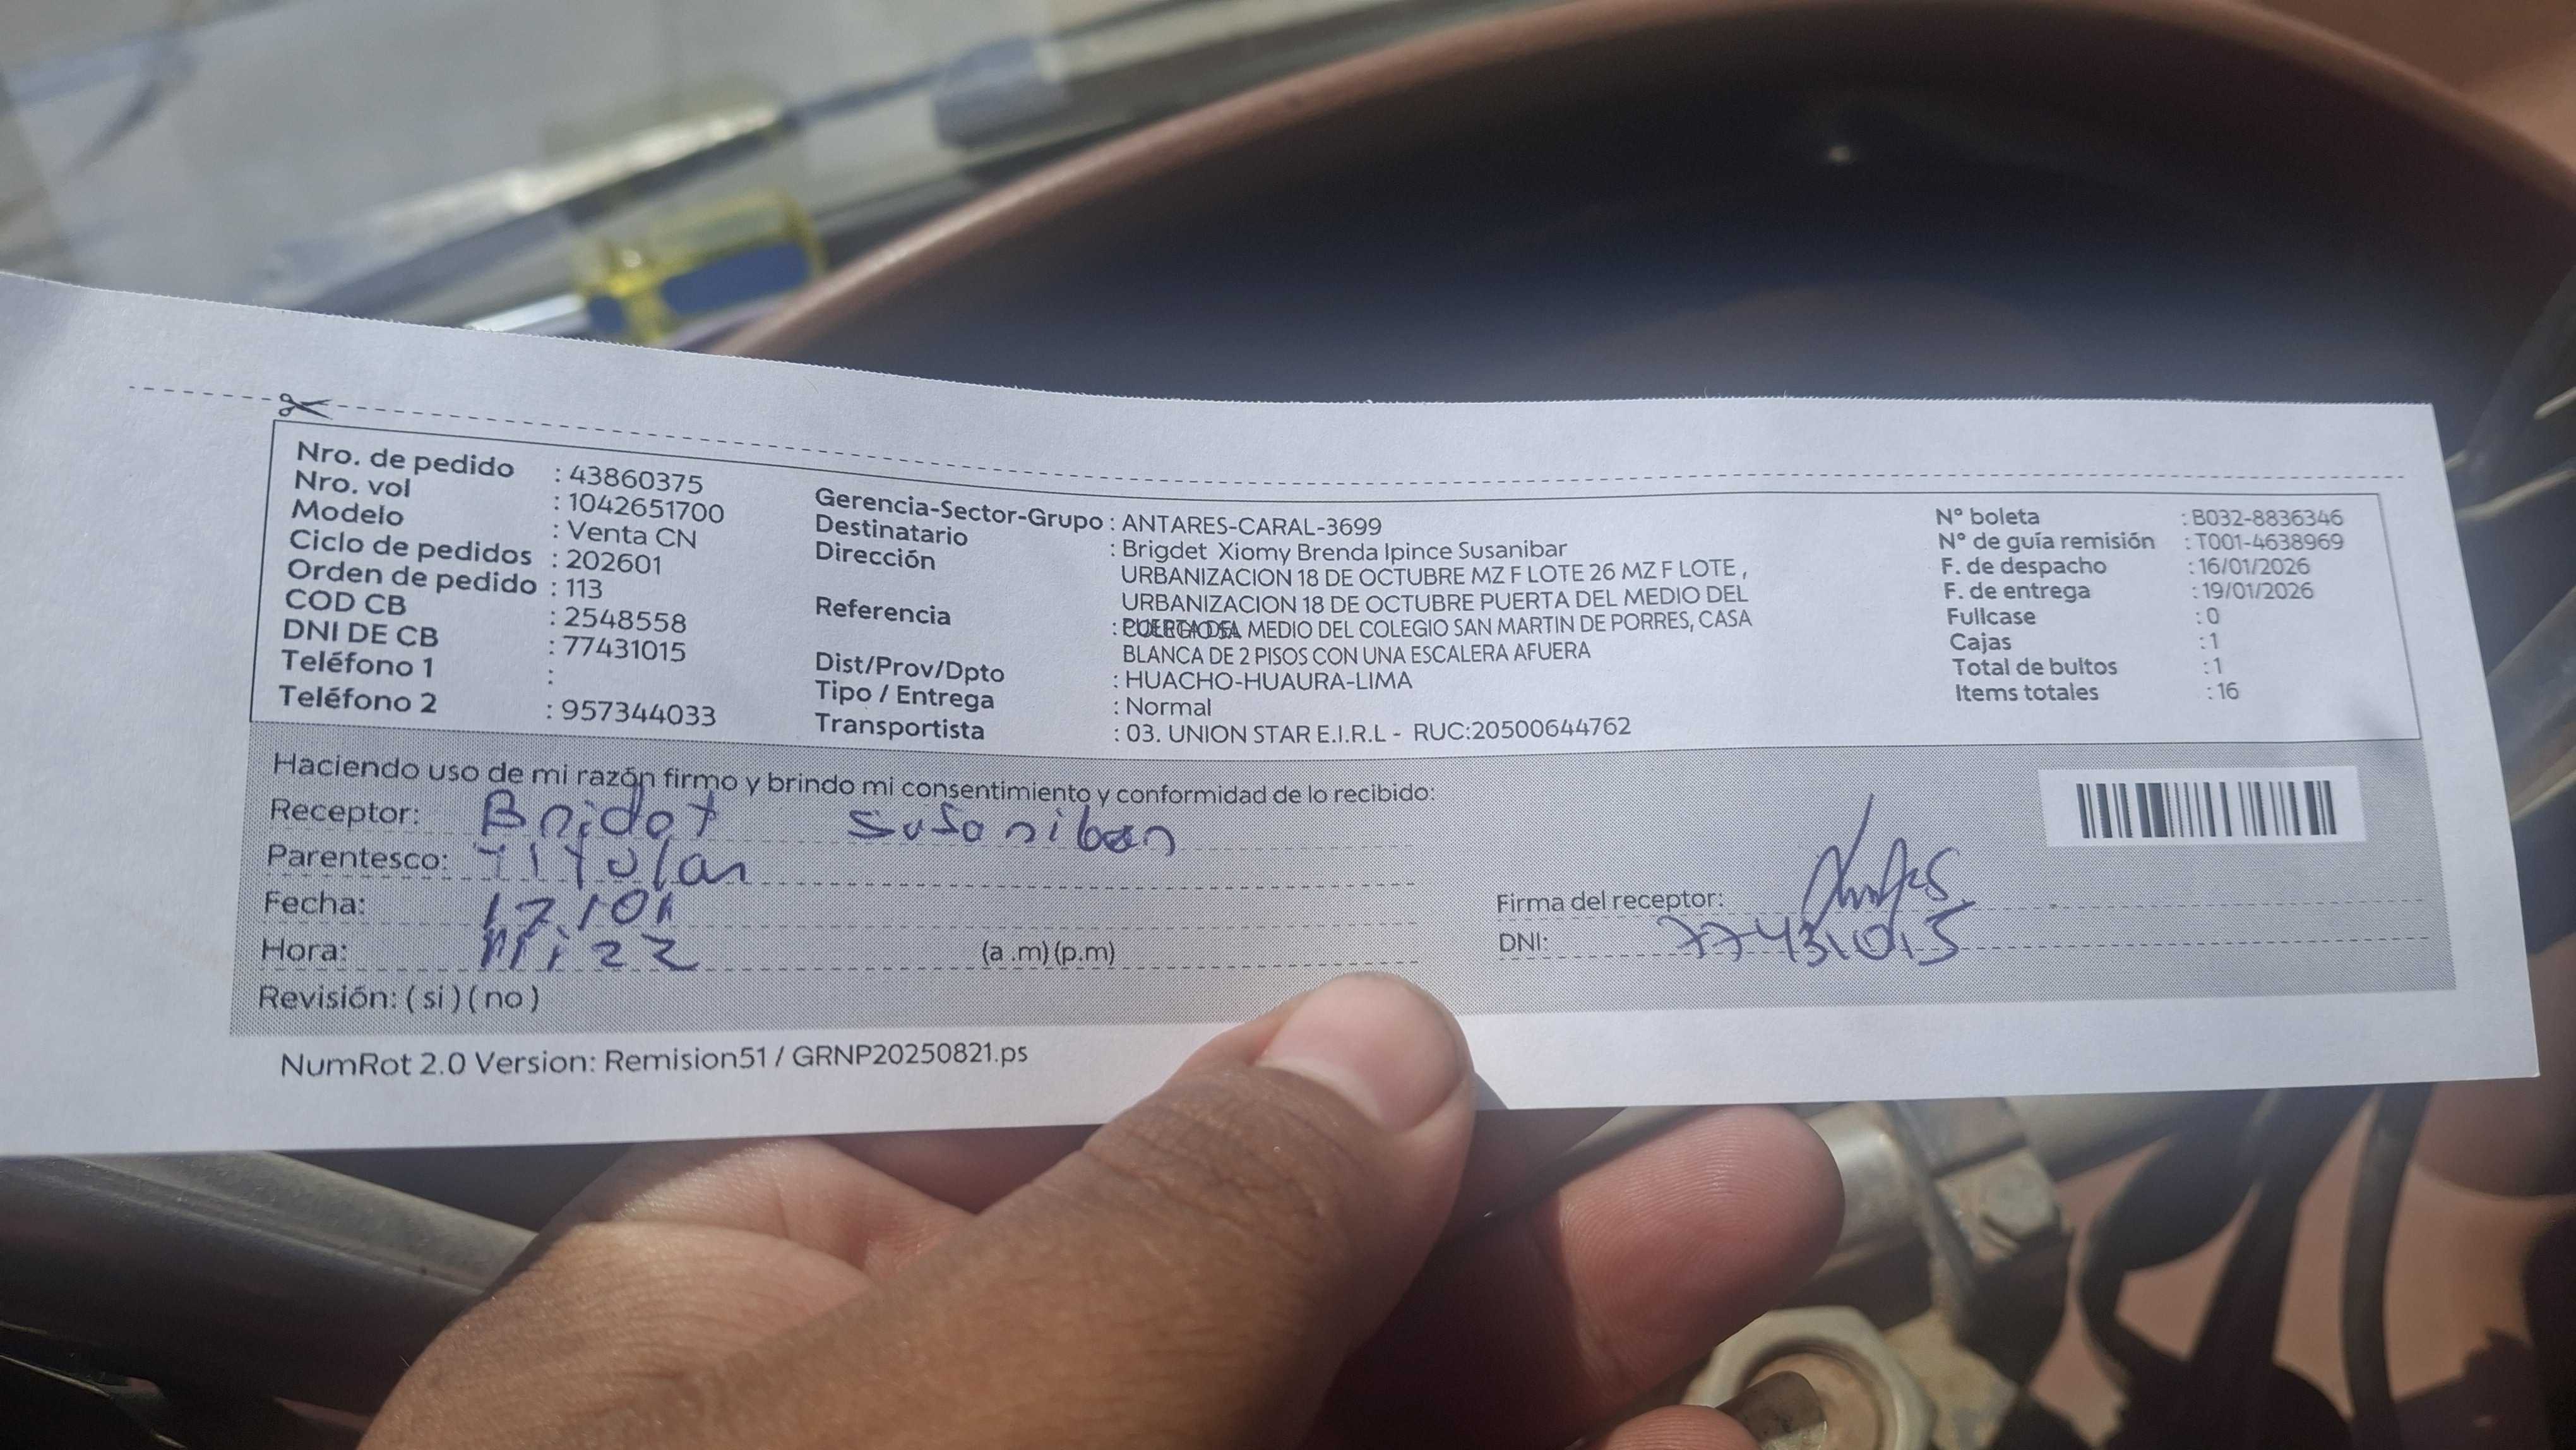 Nro. de pedido : 43860375
Nro. vol : 1042651700
Modelo : Venta CN
Ciclo de pedidos : 202601
Orden de pedido : 113
COD CB : 2548558
DNI DE CB : 77431015
Teléfono 1 :
Teléfono 2 : 957344033
Gerencia-Sector-Grupo : ANTARES-CARAL-3699
Destinatario : Brigdet Xiomy Brenda Ipince Susanibar
Dirección URBANIZACION 18 DE OCTUBRE MZ F LOTE 26 MZ F LOTE ,
URBANIZACION 18 DE OCTUBRE PUERTA DEL MEDIO DEL
Referencia : MEDIO DEL COLEGIO SAN MARTIN DE PORRES, CASA
BLANCA DE 2 PISOS CON UNA ESCALERA AFUERA
Dist/Prov/Dpto : HUACHO-HUAURA-LIMA
Tipo / Entrega : Normal
Transportista : 03. UNION STAR E.I.R.L - RUC:20500644762
N° boleta : B032-8836346
N° de guía remisión : T001-4638969
F. de despacho : 16/01/2026
F. de entrega : 19/01/2026
Fullcase : 0
Cajas : 1
Total de bultos : 1
Items totales : 16
Haciendo uso de mi razón firmo y brindo mi consentimiento y conformidad de lo recibido:
Receptor: Bridet Susanibar
Parentesco: Titular
Fecha: 17/01
Hora: (a .m) (p.m)
Revisión: ( si ) ( no )
Firma del receptor:
DNI: 77431015
NumRot 2.0 Version: Remision51 / GRNP20250821.ps